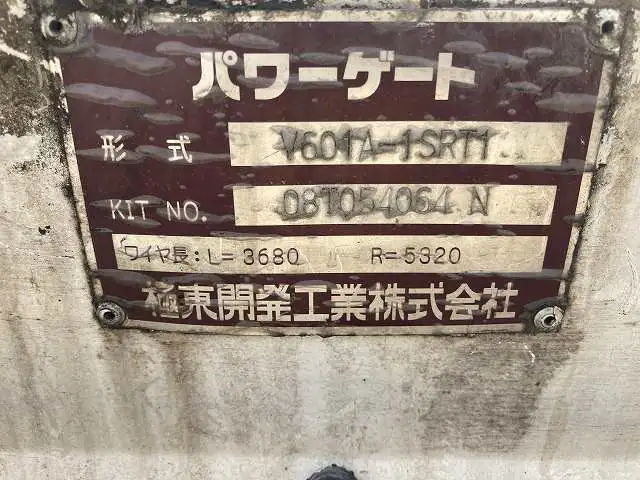 パワーゲート
形式 V601A-1SRT1
KIT NO. 08T054064 N
ワイヤ長:L=3680 R=5320
極東開発工業株式会社